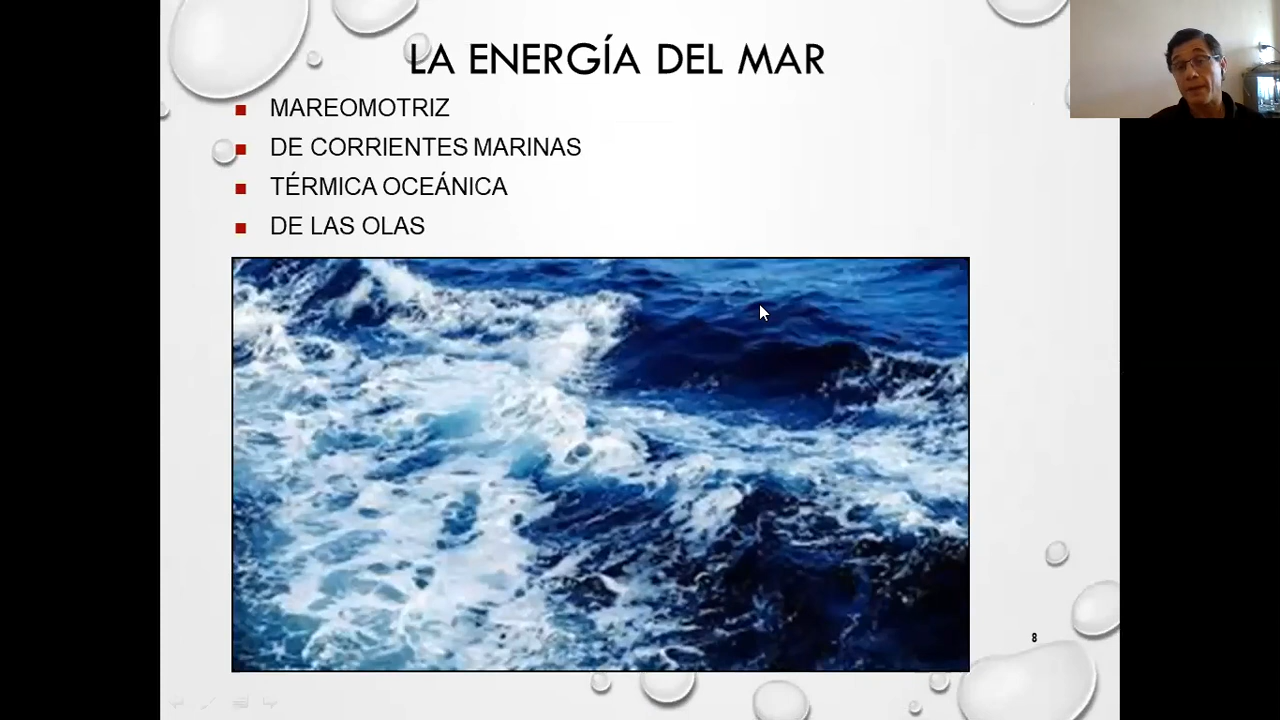 LA ENERGÍA DEL MAR
MAREOMOTRIZ
DE CORRIENTES MARINAS
TÉRMICA OCEÁNICA
DE LAS OLAS
8